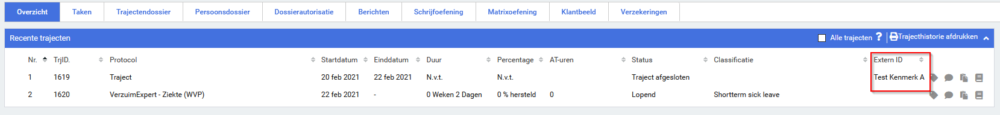 Overzicht Taken Trajectendossier Persoonsdossier Dossierautorisatie Berichten Schrijfoefening Matrixoefening Klantbeeld Verzekeringen
Recente trajecten Alle trajecten ? Trajecthistorie afdrukken
Nr. TrjID. Protocol Startdatum Einddatum Duur Percentage AT-uren Status Classificatie Extern ID
1 1619 Traject 20 feb 2021 22 feb 2021 N.v.t. N.v.t. Traject afgesloten Test Kenmerk A
2 1620 VerzuimExpert - Ziekte (WVP) 22 feb 2021 - 0 Weken 2 Dagen 0 % hersteld 0 Lopend Shortterm sick leave